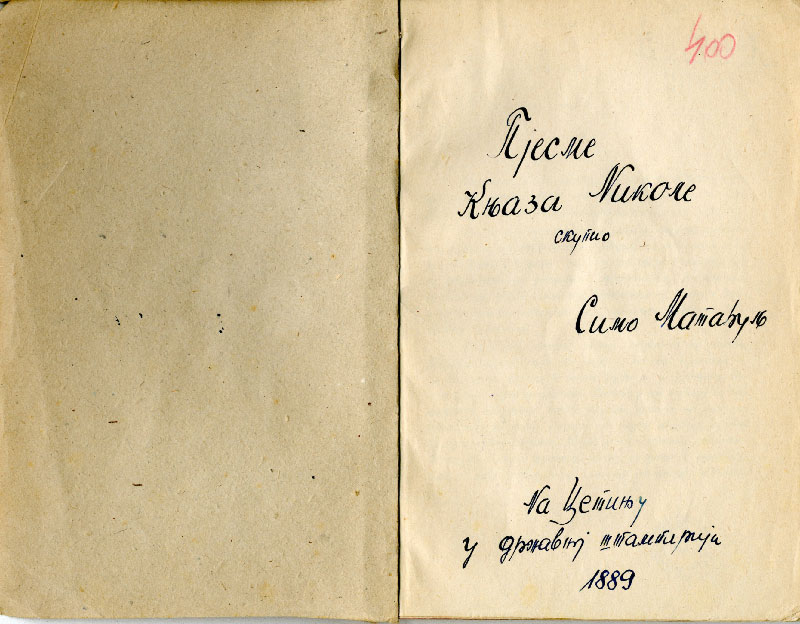 400
Пјесме
Књаза Николе
скупио
Симо Матавуљ
На Цетињу
у државној штампарији
1889